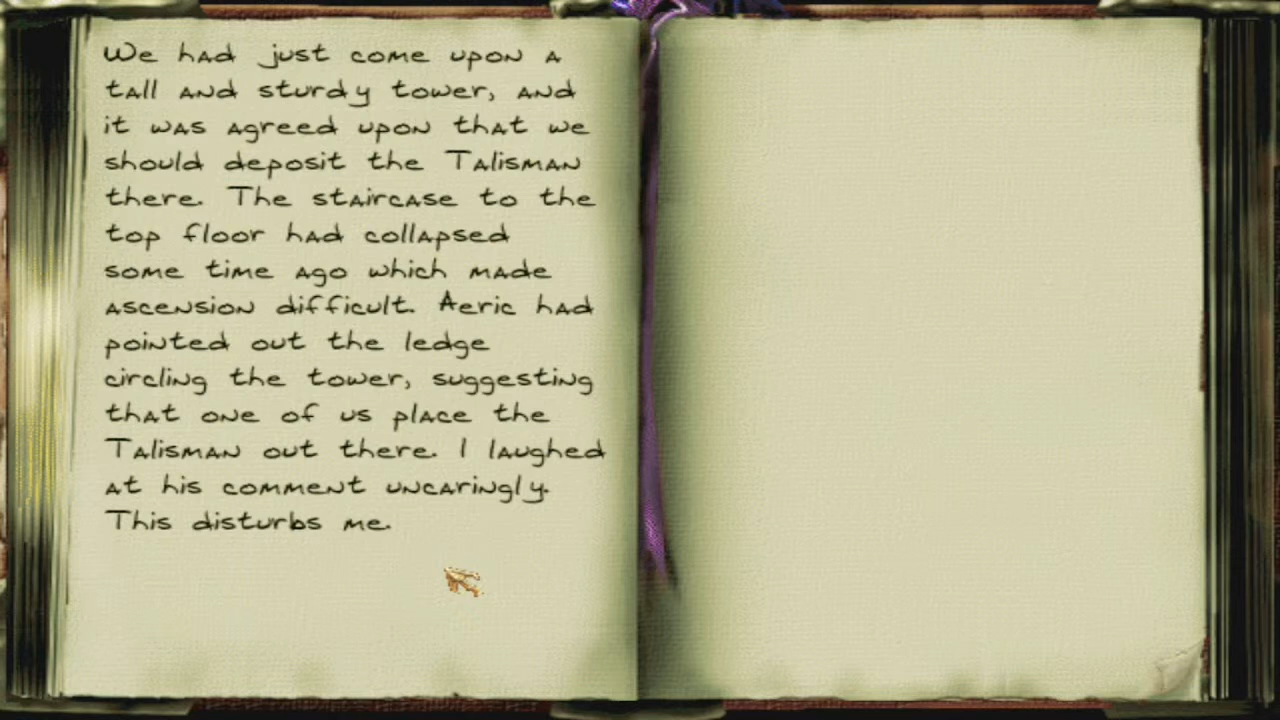 We had just come upon a
tall and sturdy tower, and
it was agreed upon that we
should deposit the Talisman
there. The staircase to the
top floor had collapsed
some time ago which made
ascension difficult. Aeric had
pointed out the ledge
circling the tower, suggesting
that one of us place the
Talisman out there. I laughed
at his comment uncaringly.
This disturbs me.